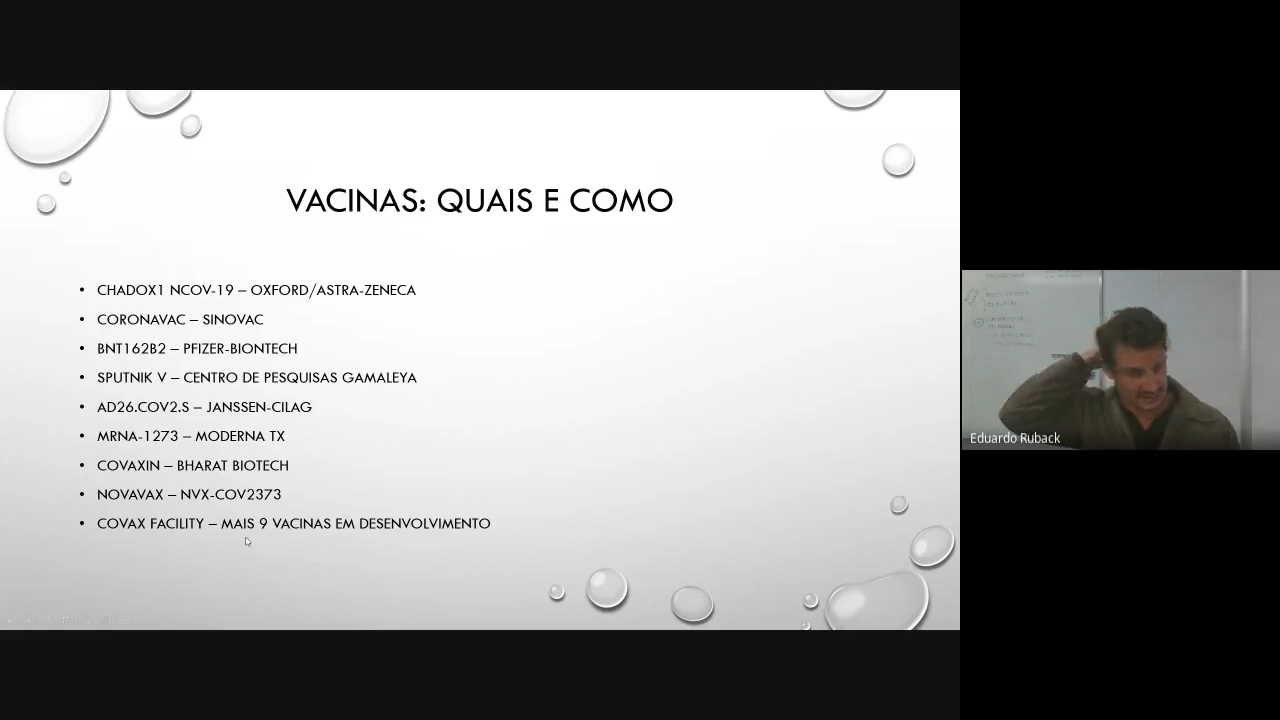 VACINAS: QUAIS E COMO
• CHADOX1 NCOV-19 – OXFORD/ASTRA-ZENECA
• CORONAVAC – SINOVAC
• BNT162B2 – PFIZER-BIONTECH
• SPUTNIK V – CENTRO DE PESQUISAS GAMALEYA
• AD26.COV2.S – JANSSEN-CILAG
• MRNA-1273 – MODERNA TX
• COVAXIN – BHARAT BIOTECH
• NOVAVAX – NVX-COV2373
• COVAX FACILITY – MAIS 9 VACINAS EM DESENVOLVIMENTO
Eduardo Ruback